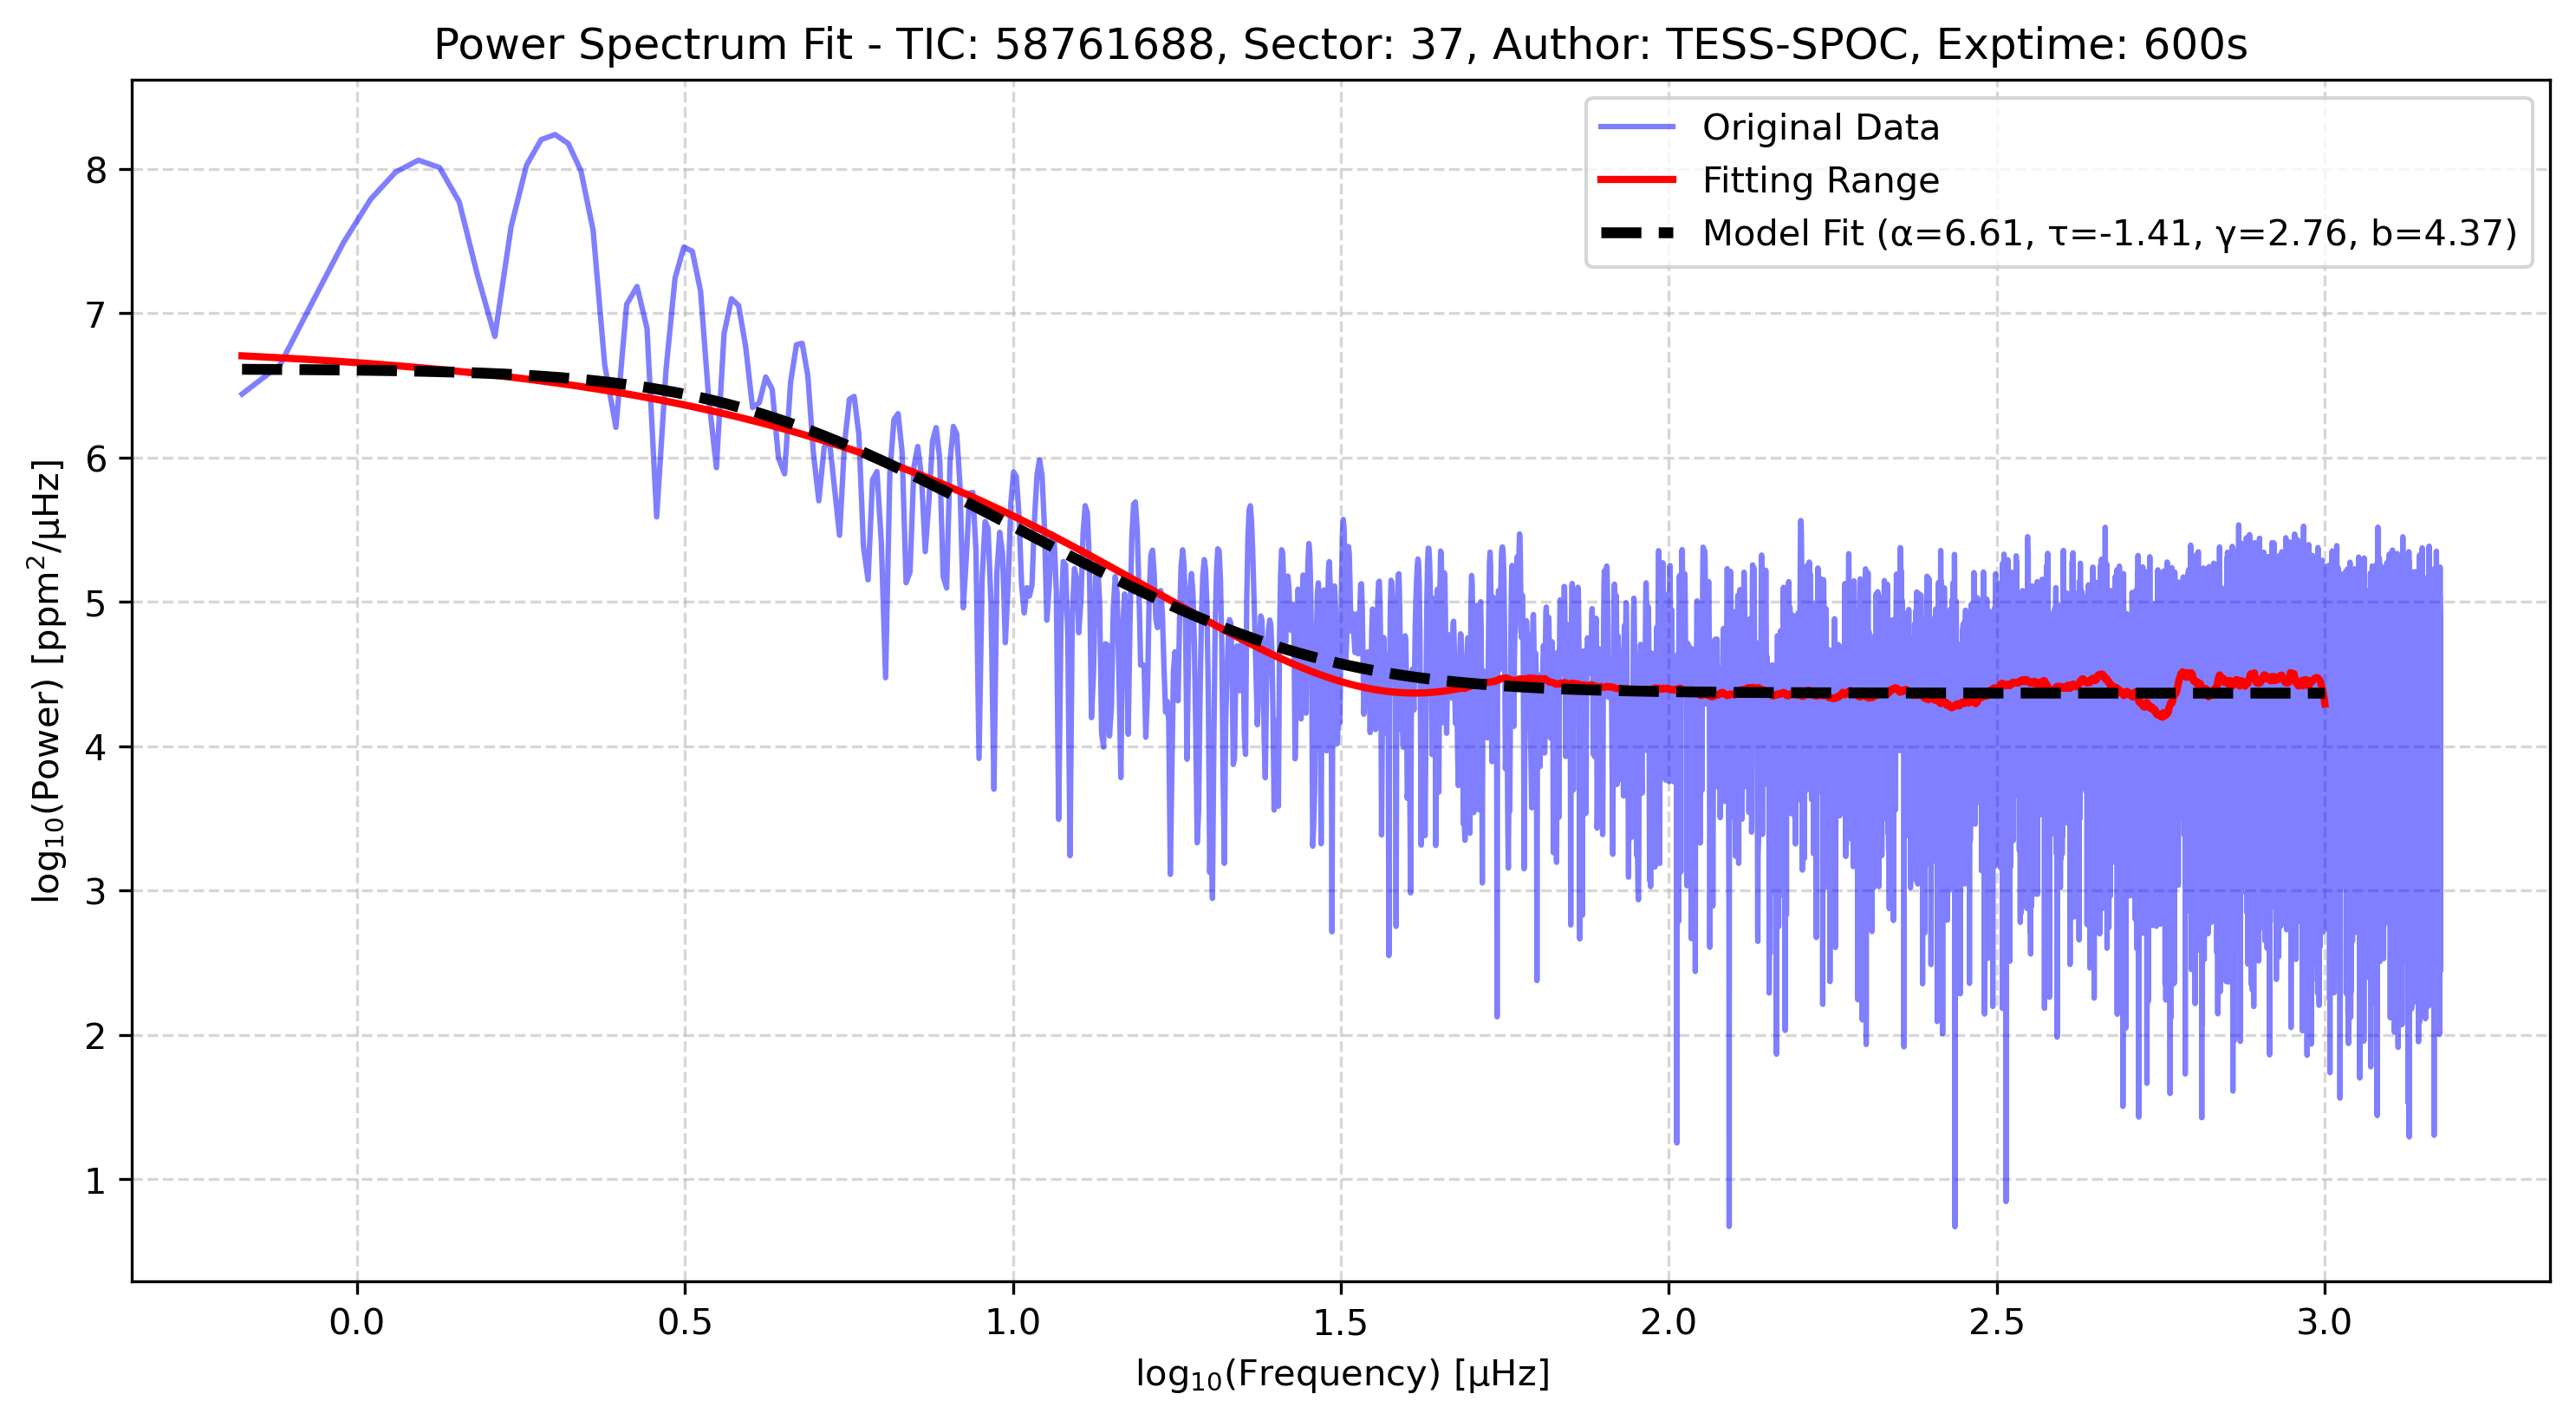 Power Spectrum Fit - TIC: 58761688, Sector: 37, Author: TESS-SPOC, Exptime: 600s
Original Data
Fitting Range
Model Fit (α=6.61, τ=-1.41, γ=2.76, b=4.37)
log₁₀(Power) [ppm²/µHz]
8
7
6
5
4
3
2
1
0.0 0.5 1.0 1.5 2.0 2.5 3.0
log₁₀(Frequency) [µHz]